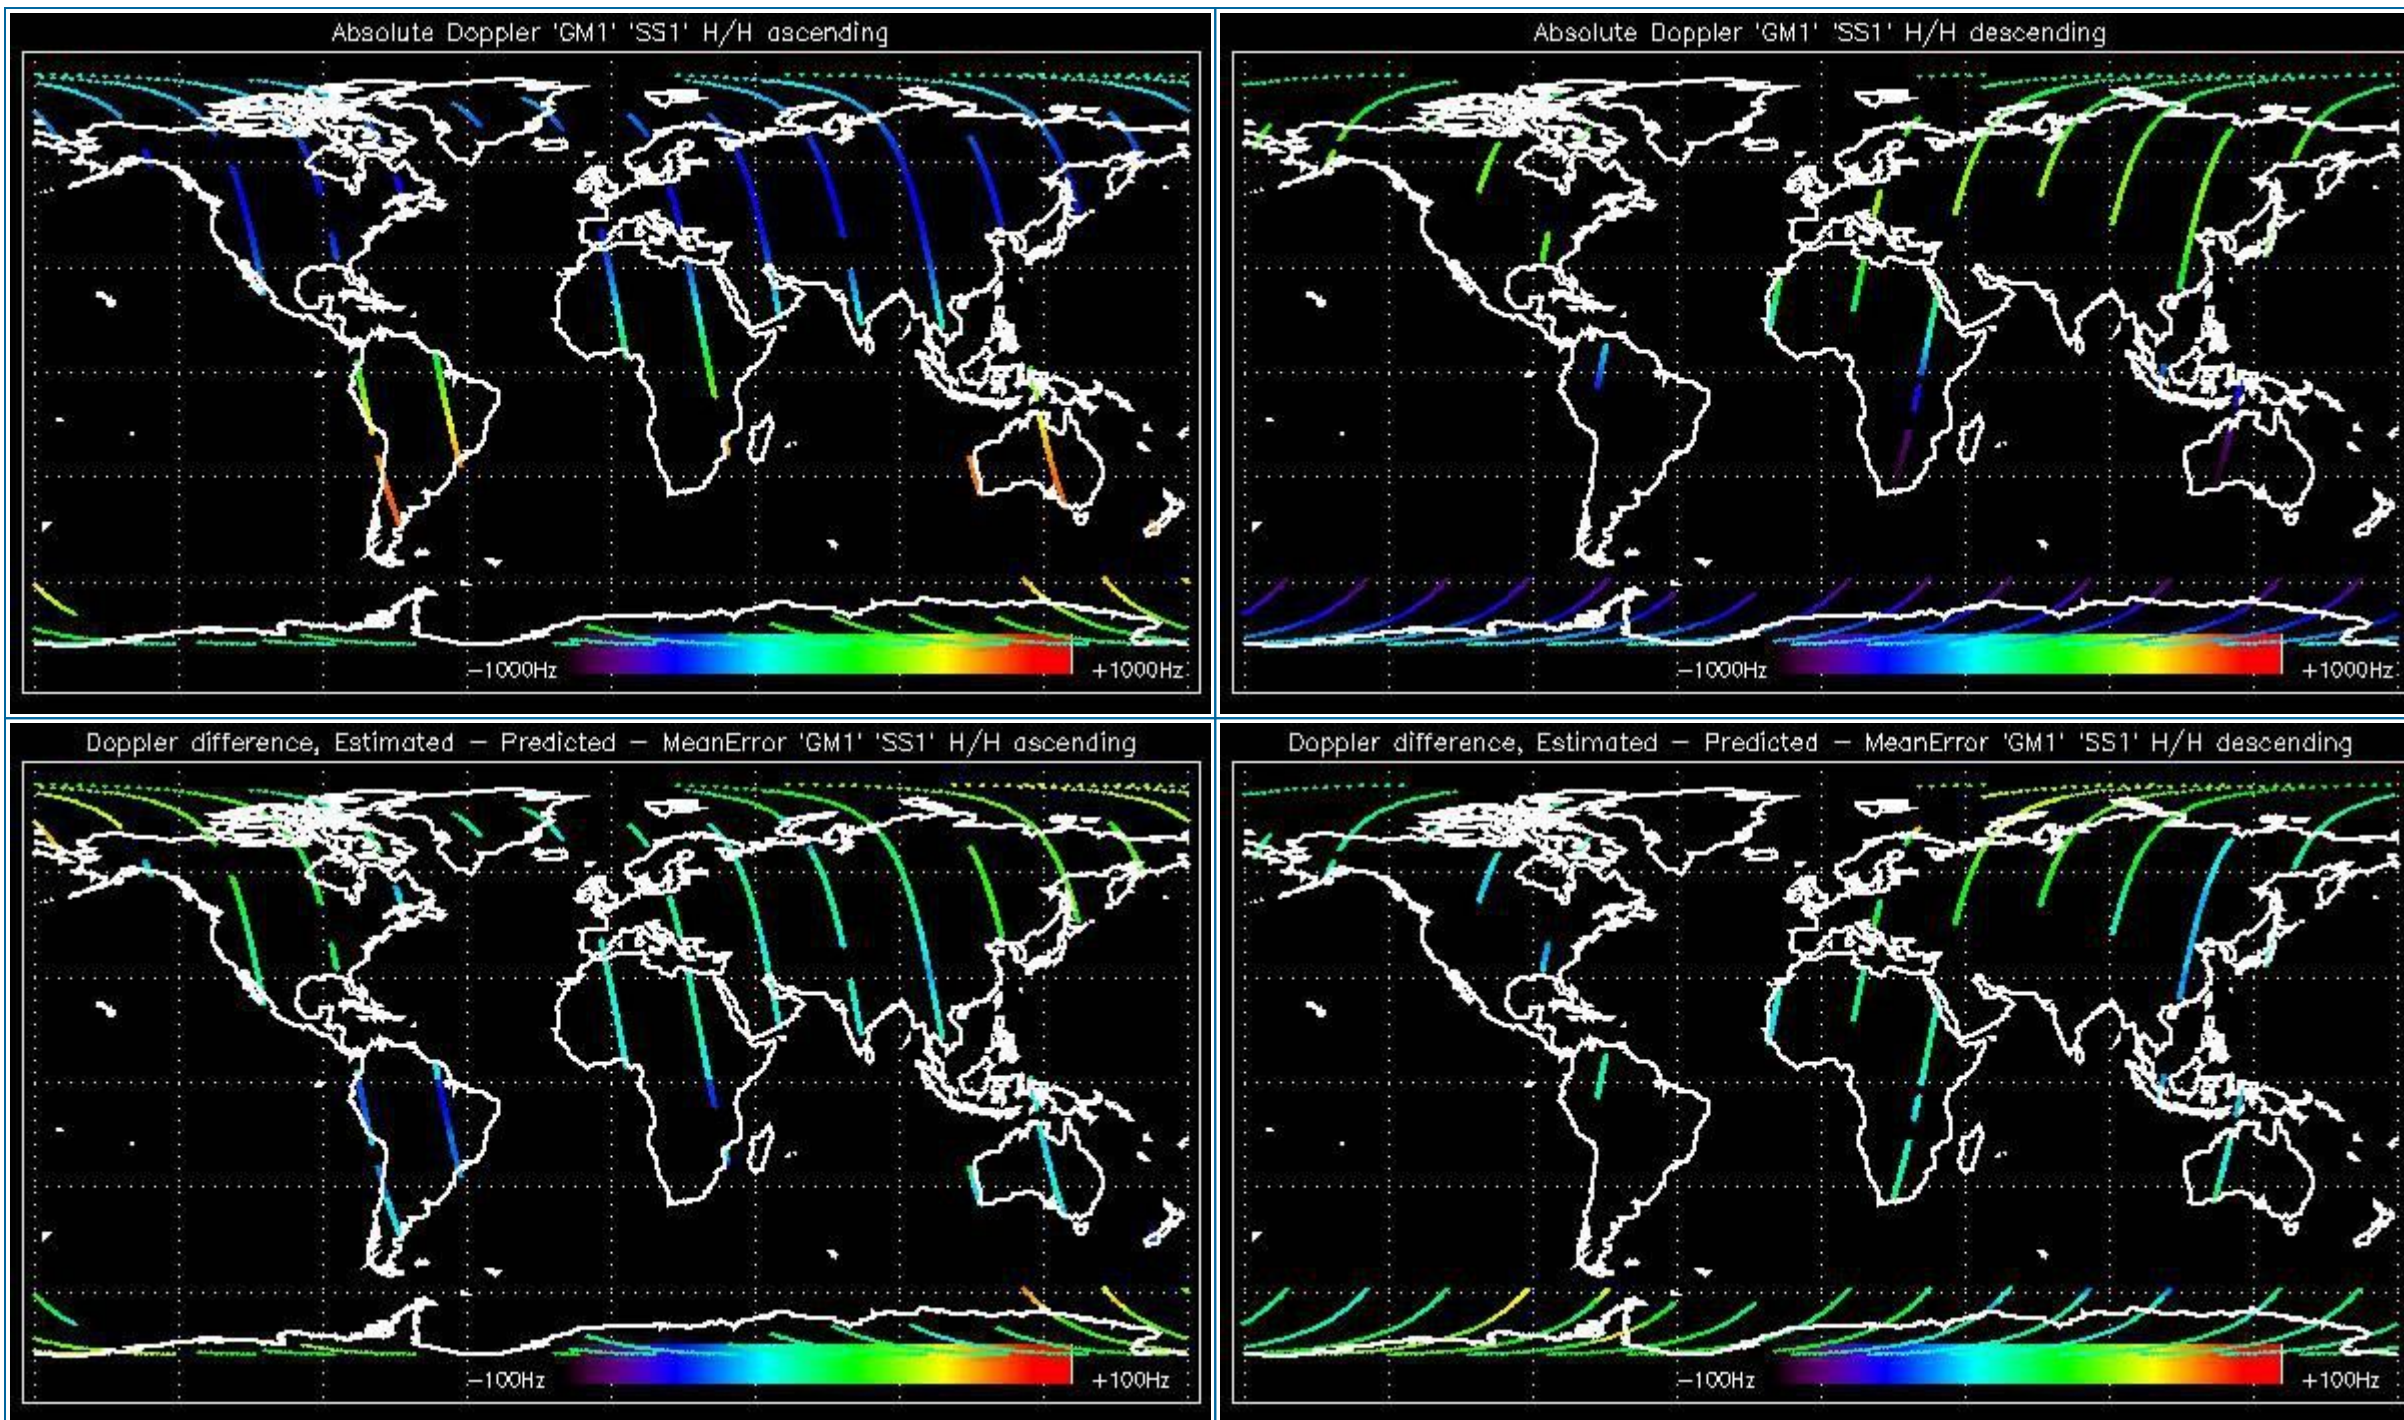 Absolute Doppler 'GM1' 'SS1' H/H ascending
-1000Hz
+1000Hz
Absolute Doppler 'GM1' 'SS1' H/H descending
-1000Hz
+1000Hz
Doppler difference, Estimated - Predicted - MeanError 'GM1' 'SS1' H/H ascending
-100Hz
+100Hz
Doppler difference, Estimated - Predicted - MeanError 'GM1' 'SS1' H/H descending
-100Hz
+100Hz